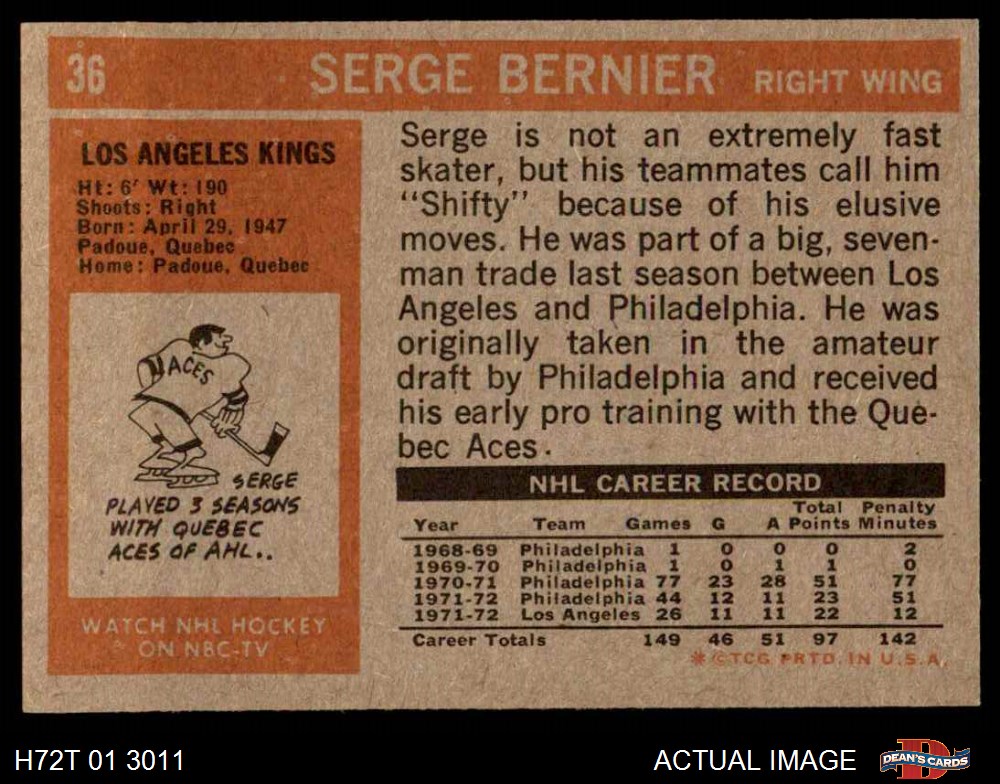 36 SERGE BERNIER RIGHT WING
LOS ANGELES KINGS
Ht: 6' Wt: 190
Shoots: Right
Born: April 29, 1947
Padoue, Quebec
Home: Padoue, Quebec
ACES
SERGE
PLAYED 3 SEASONS
WITH QUEBEC
ACES OF AHL..
WATCH NHL HOCKEY
ON NBC-TV
Serge is not an extremely fast
skater, but his teammates call him
"Shifty" because of his elusive
moves. He was part of a big, seven-
man trade last season between Los
Angeles and Philadelphia. He was
originally taken in the amateur
draft by Philadelphia and received
his early pro training with the Que-
bec Aces.
NHL CAREER RECORD
Year Team Games G A Total Points Penalty Minutes
1968-69 Philadelphia 1 0 0 0 2
1969-70 Philadelphia 1 0 1 1 0
1970-71 Philadelphia 77 23 28 51 77
1971-72 Philadelphia 44 12 11 23 51
1971-72 Los Angeles 26 11 11 22 12
Career Totals 149 46 51 97 142
*©TCG PRTD. IN U.S.A.
H72T 01 3011 ACTUAL IMAGE DEAN'S CARDS